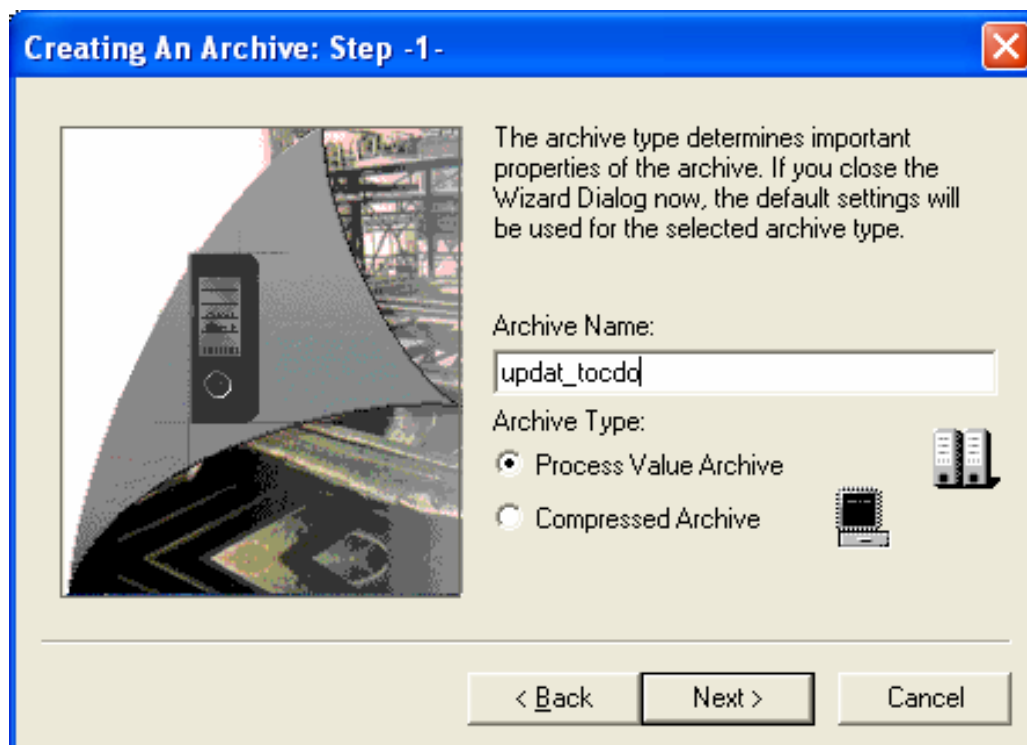 Creating An Archive: Step -1-
The archive type determines important
properties of the archive. If you close the
Wizard Dialog now, the default settings will
be used for the selected archive type.
Archive Name:
updat_tocdo
Archive Type:
Process Value Archive
Compressed Archive
< Back Next > Cancel